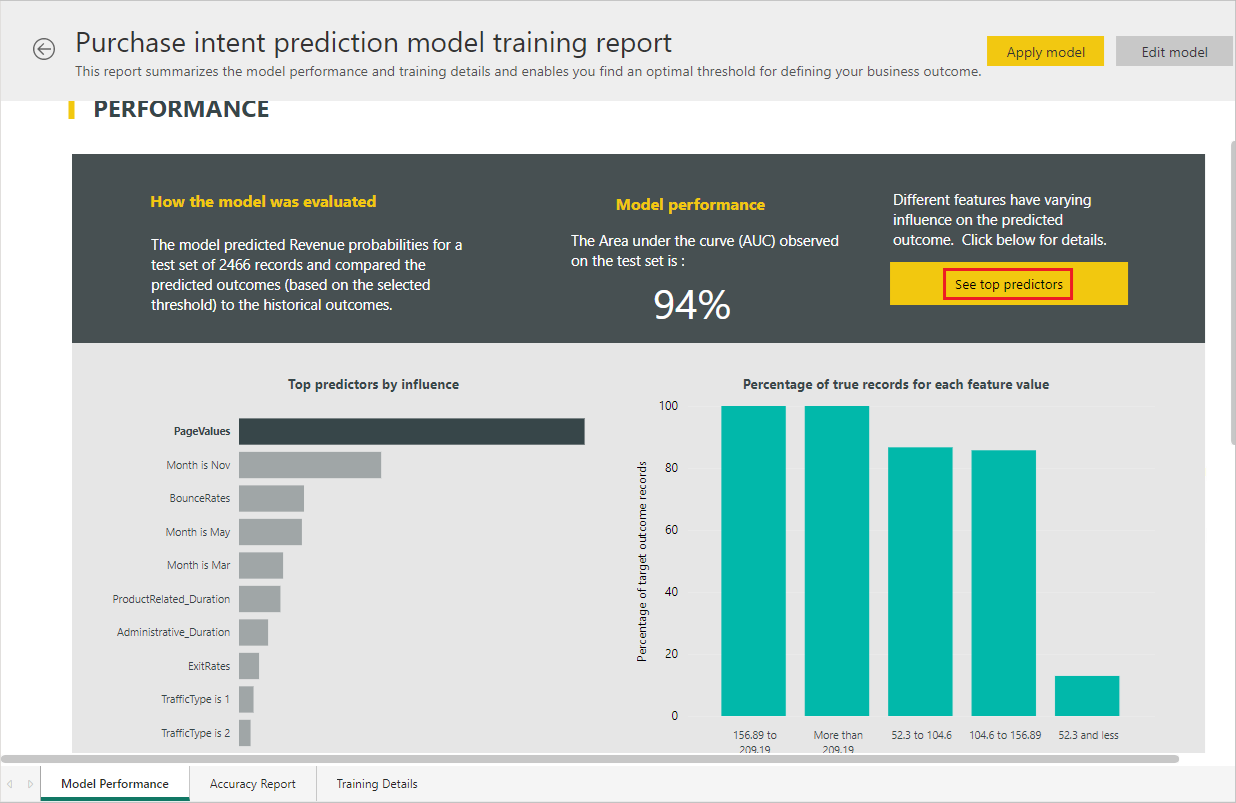 Purchase intent prediction model training report
This report summarizes the model performance and training details and enables you find an optimal threshold for defining your business outcome.
Apply model
Edit model
PERFORMANCE
How the model was evaluated
The model predicted Revenue probabilities for a
test set of 2466 records and compared the
predicted outcomes (based on the selected
threshold) to the historical outcomes.
Model performance
The Area under the curve (AUC) observed
on the test set is :
94%
Different features have varying
influence on the predicted
outcome. Click below for details.
See top predictors
Top predictors by influence
PageValues
Month is Nov
BounceRates
Month is May
Month is Mar
ProductRelated_Duration
Administrative_Duration
ExitRates
TrafficType is 1
TrafficType is 2
Percentage of true records for each feature value
Percentage of target outcome records
100
80
60
40
20
0
156.89 to
209.19
More than
209.19
52.3 to 104.6
104.6 to 156.89
52.3 and less
Model Performance
Accuracy Report
Training Details